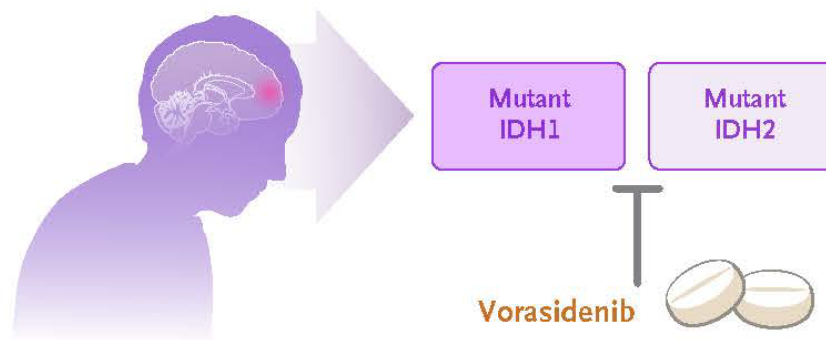 Mutant
IDH1
Mutant
IDH2
Vorasidenib